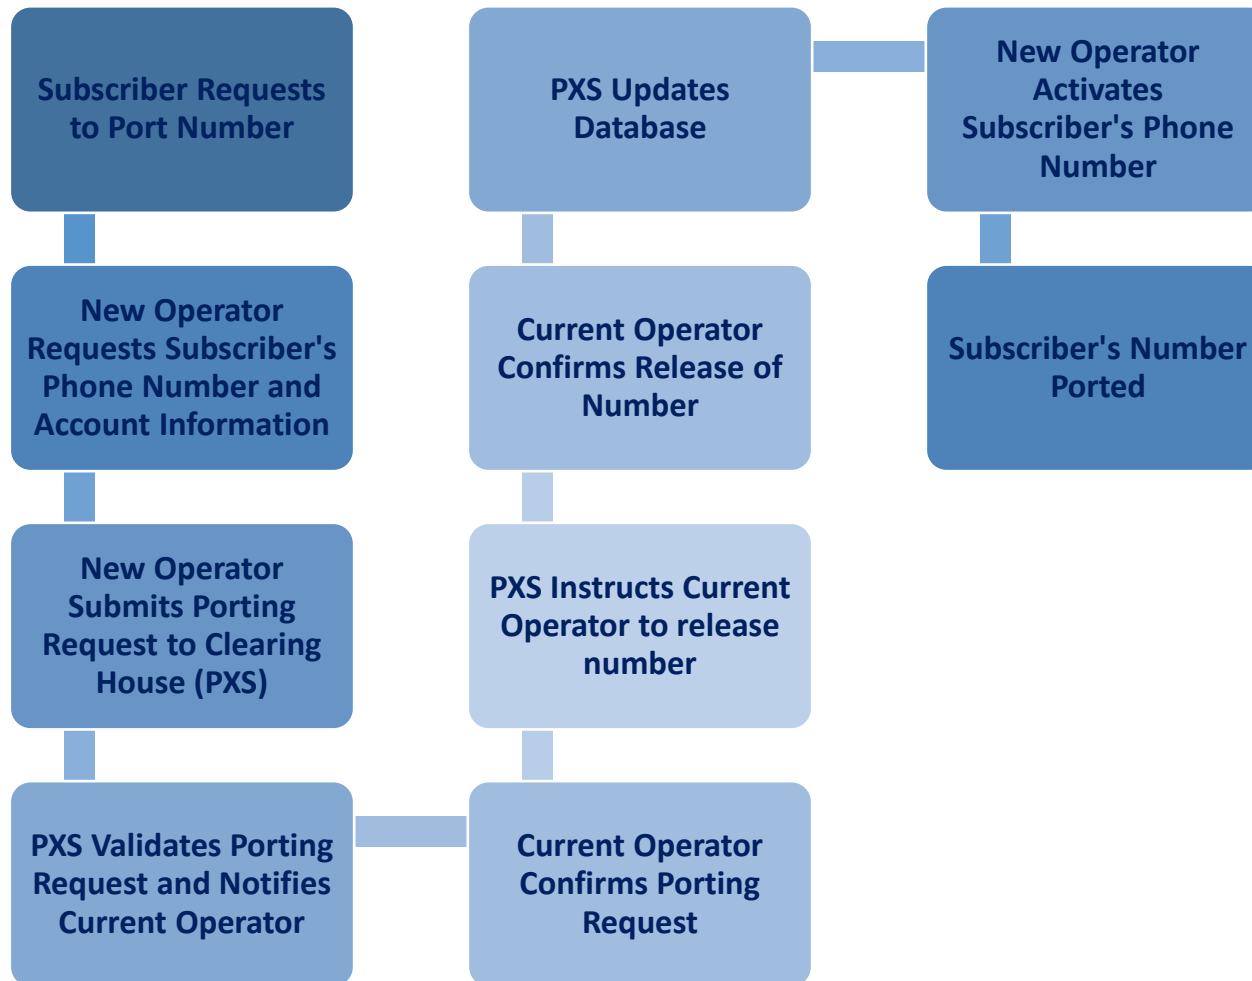 Subscriber Requests
to Port Number
New Operator
Requests Subscriber's
Phone Number and
Account Information
New Operator
Submits Porting
Request to Clearing
House (PXS)
PXS Validates Porting
Request and Notifies
Current Operator
Current Operator
Confirms Porting
Request
PXS Instructs Current
Operator to release
number
Current Operator
Confirms Release of
Number
PXS Updates
Database
New Operator
Activates
Subscriber's Phone
Number
Subscriber's Number
Ported